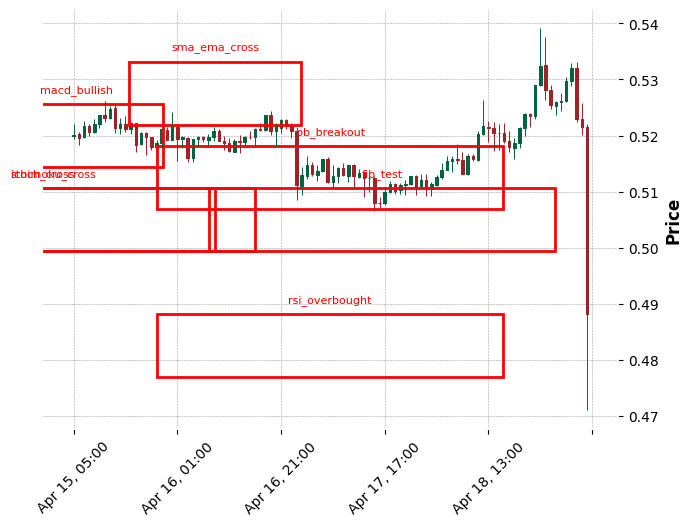 0.54
sma_ema_cross
0.53
macd_bullish
0.52
bb_breakout
fib_test
0.51
0.50
Price
rsi_overbought
0.49
0.48
0.47
Apr 15, 05:00
Apr 16, 01:00
Apr 16, 21:00
Apr 17, 17:00
Apr 18, 13:00